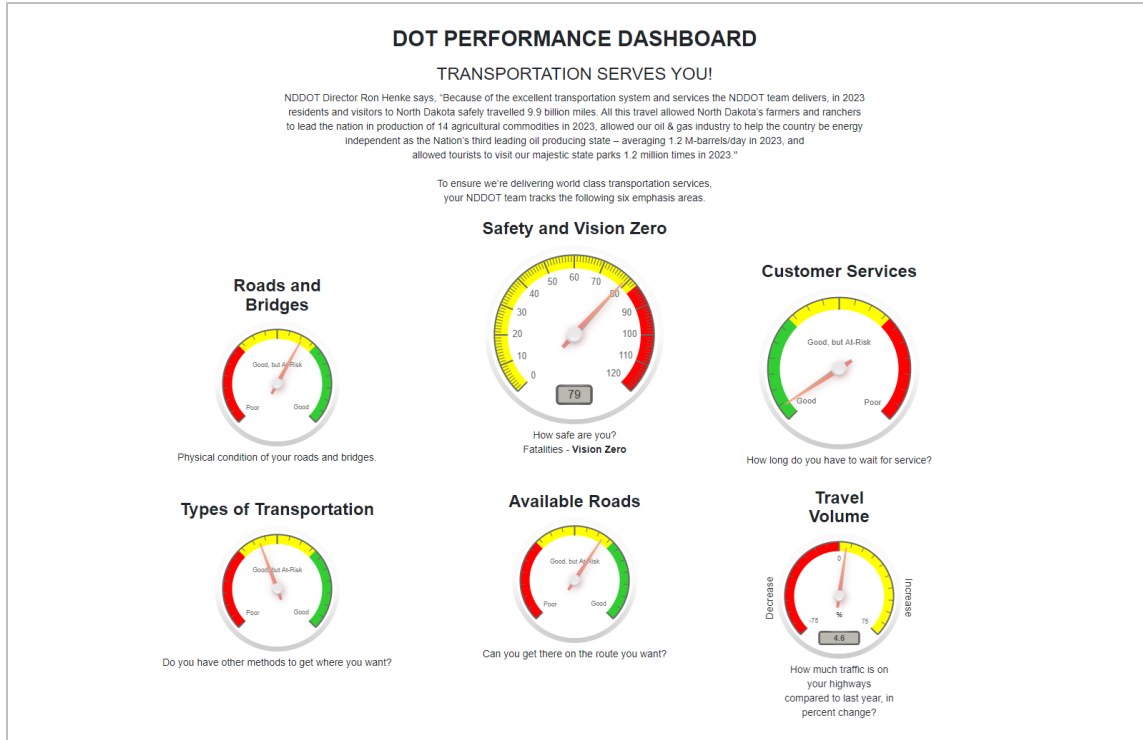 DOT PERFORMANCE DASHBOARD
TRANSPORTATION SERVES YOU!
NDDOT Director Ron Henke says, "Because of the excellent transportation system and services the NDDOT team delivers, in 2023
residents and visitors to North Dakota safely travelled 9.9 billion miles. All this travel allowed North Dakota's farmers and ranchers
to lead the nation in production of 14 agricultural commodities in 2023, allowed our oil & gas industry to help the country be energy
independent as the Nation's third leading oil producing state – averaging 1.2 M-barrels/day in 2023, and
allowed tourists to visit our majestic state parks 1.2 million times in 2023."
To ensure we're delivering world class transportation services,
your NDDOT team tracks the following six emphasis areas.
Roads and
Bridges
Good, but At-Risk
Poor
Good
Physical condition of your roads and bridges.
Safety and Vision Zero
0
10
20
30
40
50
60
70
80
90
100
110
120
79
How safe are you?
Fatalities - Vision Zero
Customer Services
Good, but At-Risk
Good
Poor
How long do you have to wait for service?
Types of Transportation
Good, but At-Risk
Poor
Good
Do you have other methods to get where you want?
Available Roads
Good, but At-Risk
Poor
Good
Can you get there on the route you want?
Travel
Volume
Decrease
0
Increase
%
-75
75
4.6
How much traffic is on
your highways
compared to last year, in
percent change?